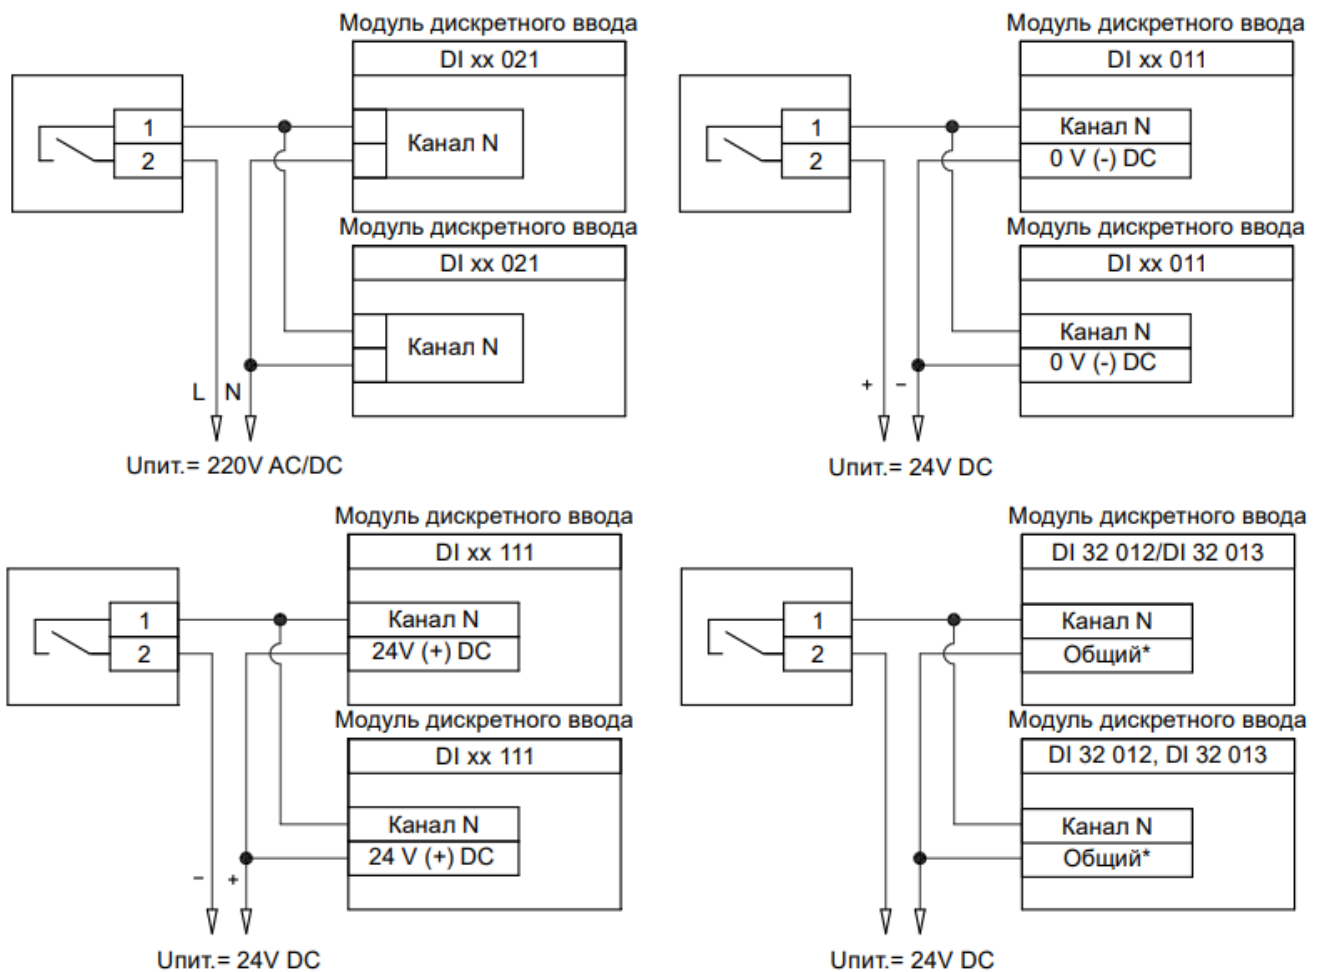 Модуль дискретного ввода
DI xx 021
1
2
Канал N
Модуль дискретного ввода
DI xx 021
Канал N
L N
Uпит.= 220V AC/DC
Модуль дискретного ввода
DI xx 011
1
2
Канал N
0 V (-) DC
Модуль дискретного ввода
DI xx 011
Канал N
0 V (-) DC
+ −
Uпит.= 24V DC
Модуль дискретного ввода
DI xx 111
1
2
Канал N
24V (+) DC
Модуль дискретного ввода
DI xx 111
Канал N
24 V (+) DC
− +
Uпит.= 24V DC
Модуль дискретного ввода
DI 32 012/DI 32 013
1
2
Канал N
Общий*
Модуль дискретного ввода
DI 32 012, DI 32 013
Канал N
Общий*
Uпит.= 24V DC